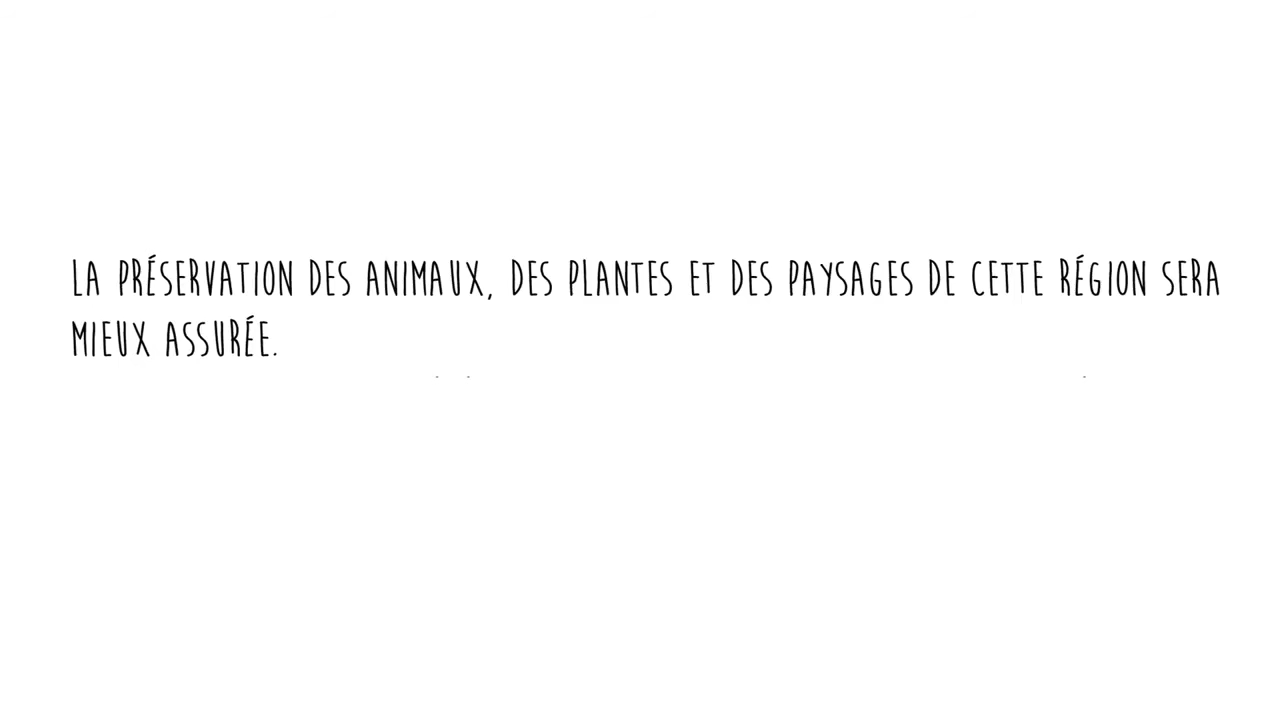 LA PRÉSERVATION DES ANIMAUX, DES PLANTES ET DES PAYSAGES DE CETTE RÉGION SERA
MIEUX ASSURÉE.